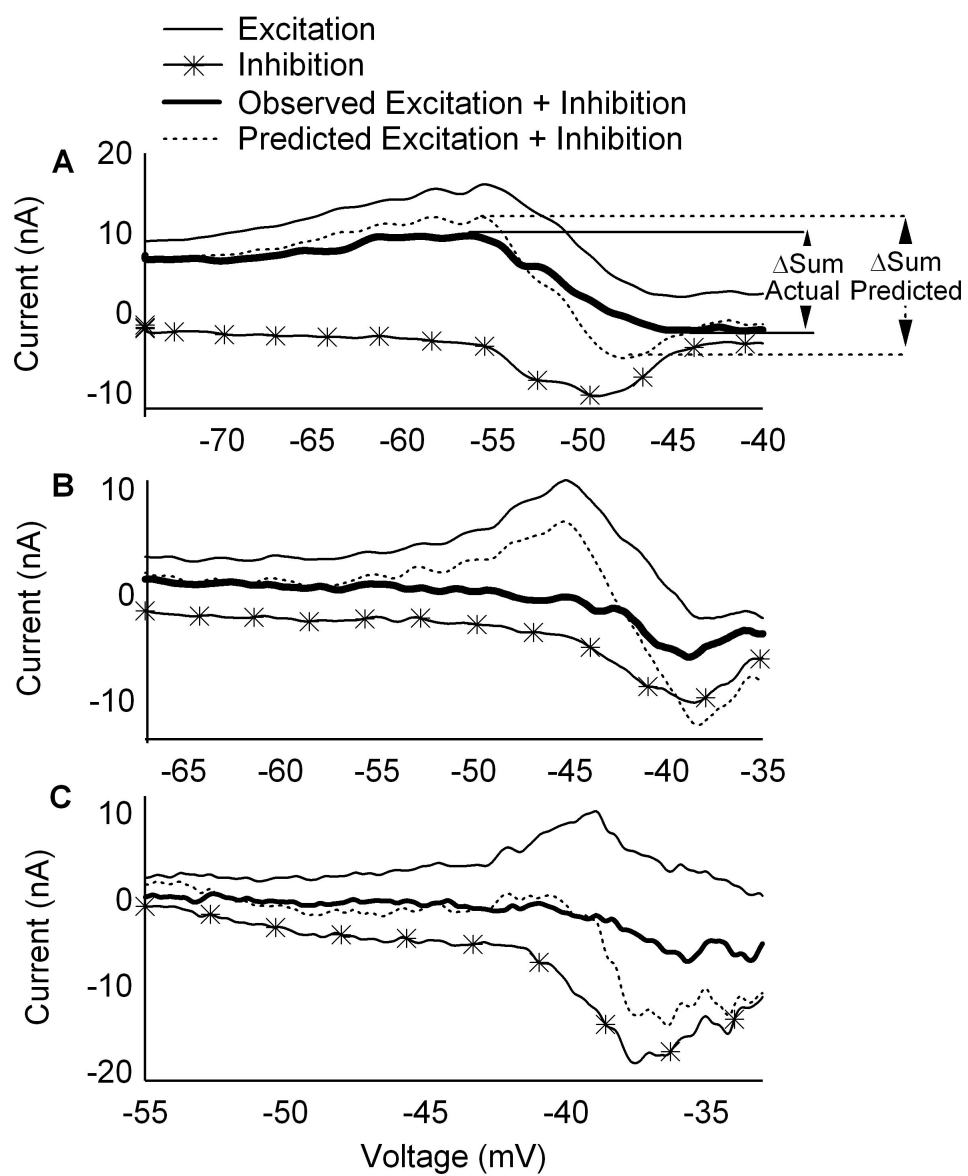 Excitation
Inhibition
Observed Excitation + Inhibition
Predicted Excitation + Inhibition
A
20
10
0
-10
Current (nA)
ΔSum Actual
ΔSum Predicted
-70 -65 -60 -55 -50 -45 -40
B
10
0
-10
Current (nA)
-65 -60 -55 -50 -45 -40 -35
C
10
0
-10
-20
Current (nA)
-55 -50 -45 -40 -35
Voltage (mV)